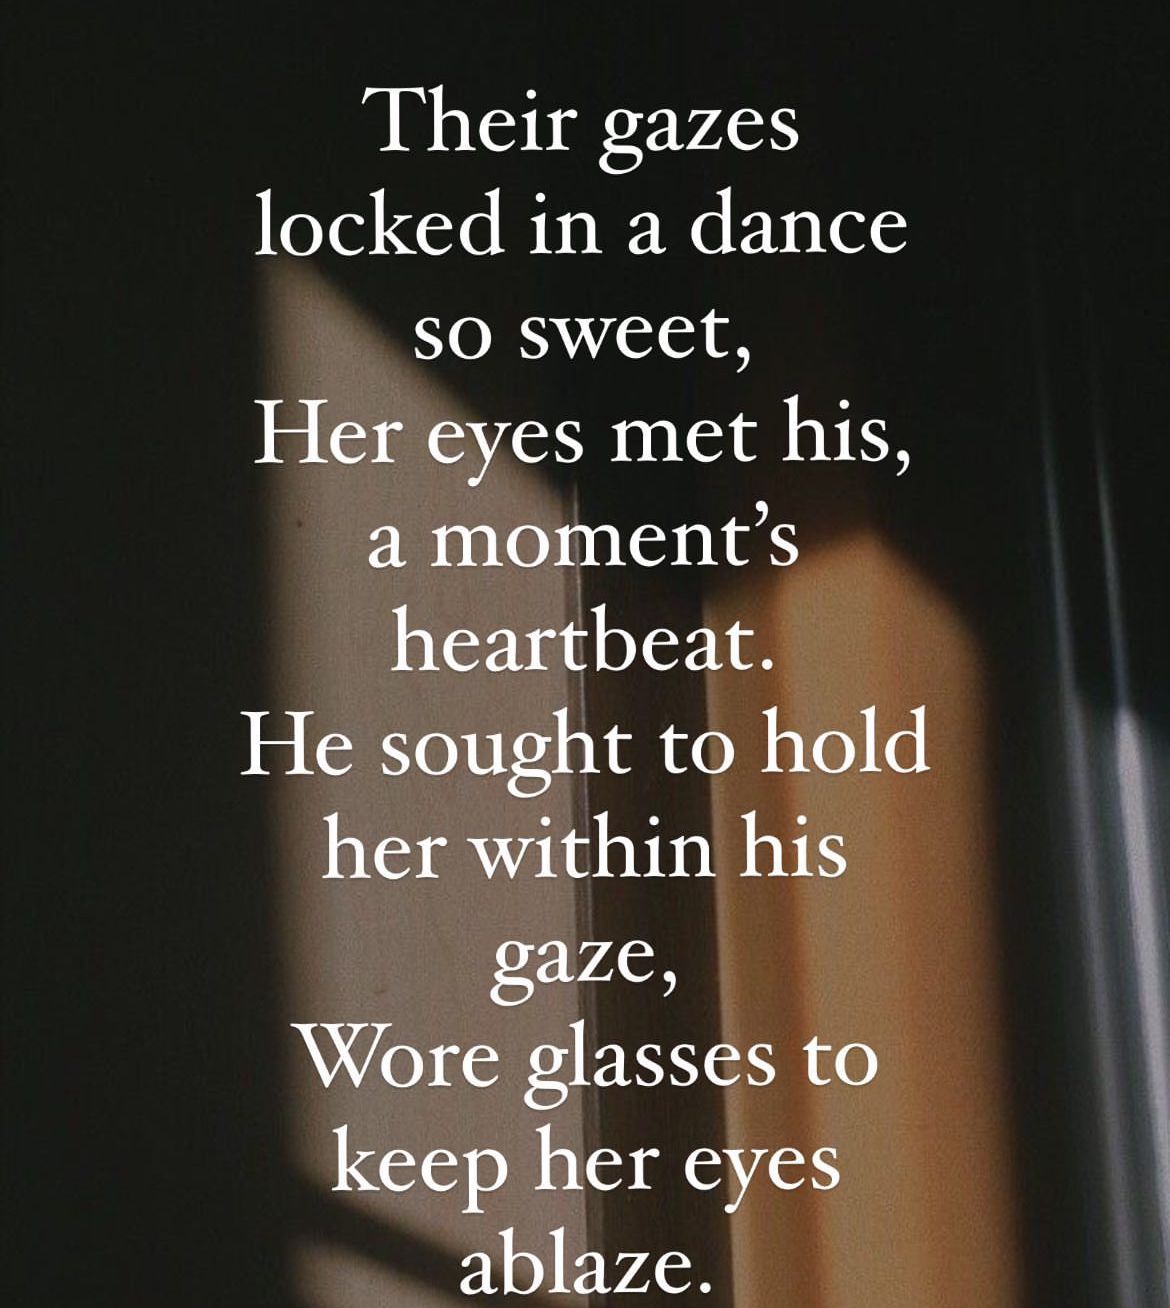 Their gazes
locked in a dance
so sweet,
Her eyes met his,
a moment’s
heartbeat.
He sought to hold
her within his
gaze,
Wore glasses to
keep her eyes
ablaze.